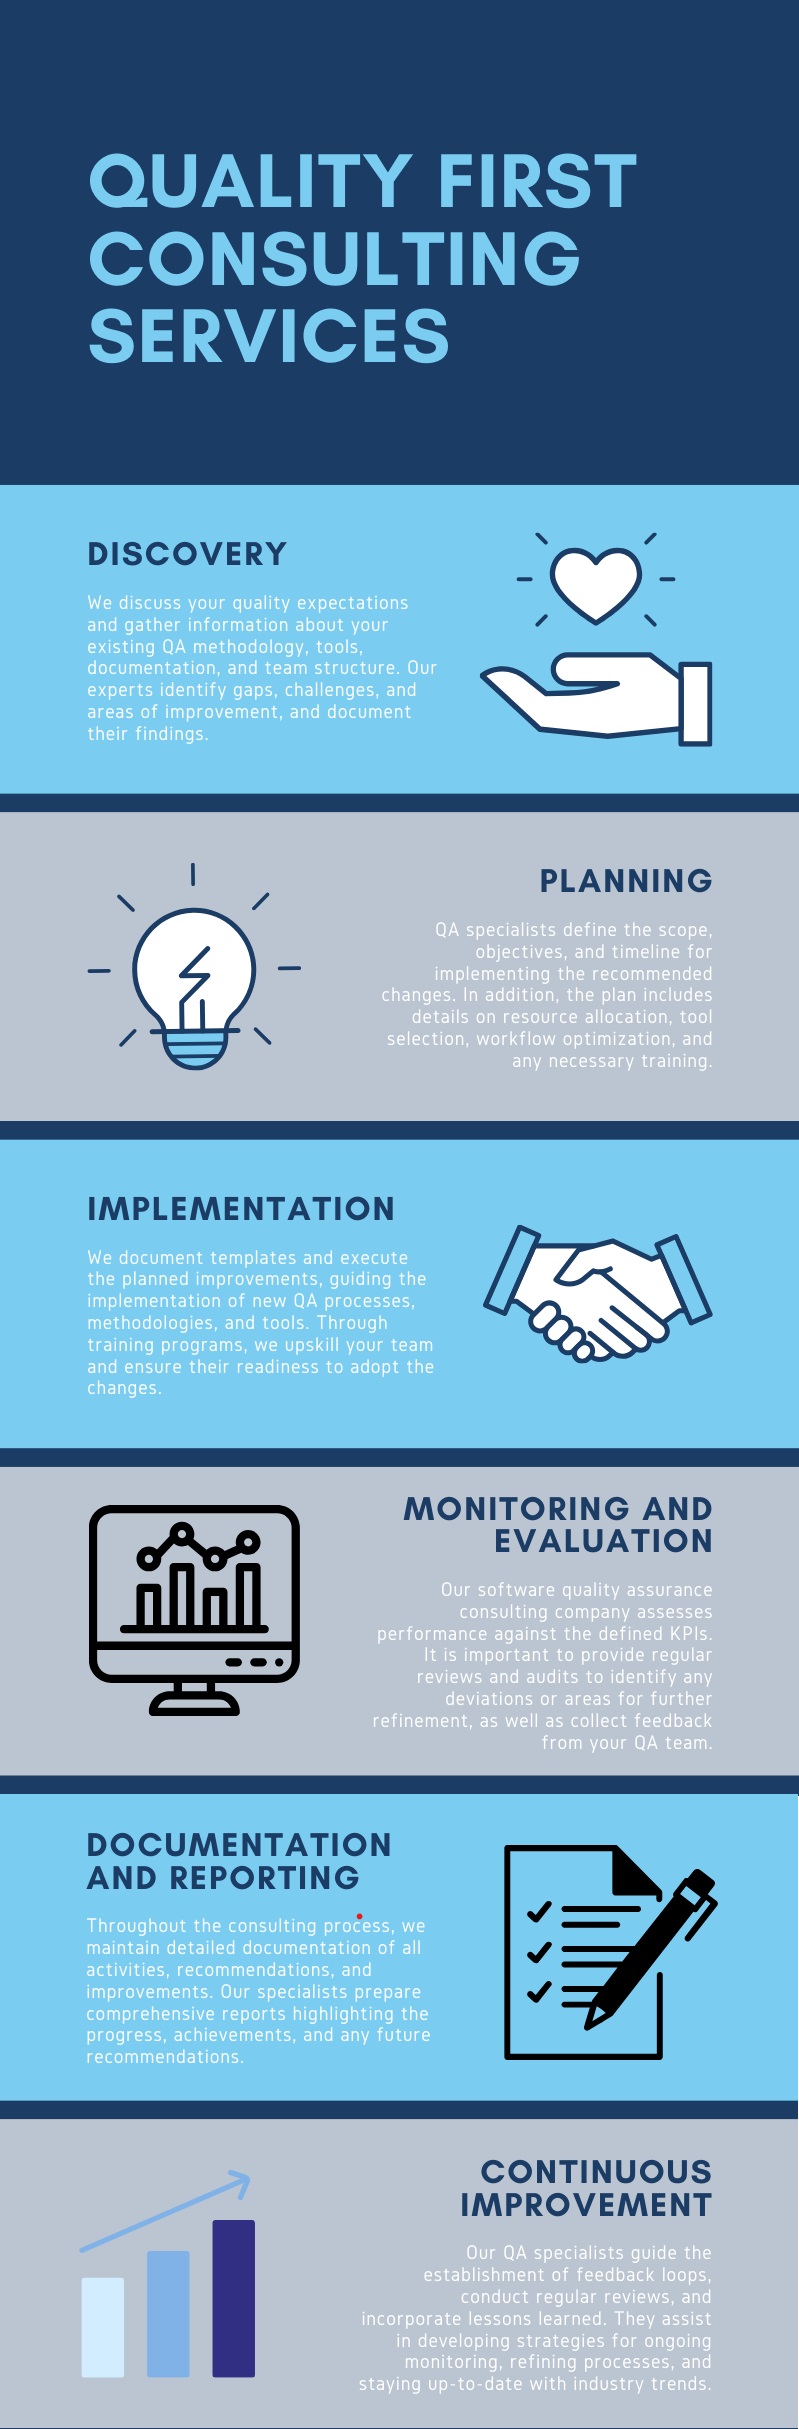 QUALITY FIRST
CONSULTING
SERVICES
DISCOVERY
We discuss your quality expectations
and gather information about your
existing QA methodology, tools,
documentation, and team structure. Our
experts identify gaps, challenges, and
areas of improvement, and document
their findings.
PLANNING
QA specialists define the scope,
objectives, and timeline for
implementing the recommended
changes. In addition, the plan includes
details on resource allocation, tool
selection, workflow optimization, and
any necessary training.
IMPLEMENTATION
We document templates and execute
the planned improvements, guiding the
implementation of new QA processes,
methodologies, and tools. Through
training programs, we upskill your team
and ensure their readiness to adopt the
changes.
MONITORING AND
EVALUATION
Our software quality assurance
consulting company assesses
performance against the defined KPIs.
It is important to provide regular
reviews and audits to identify any
deviations or areas for further
refinement, as well as collect feedback
from your QA team.
DOCUMENTATION
AND REPORTING
Throughout the consulting process, we
maintain detailed documentation of all
activities, recommendations, and
improvements. Our specialists prepare
comprehensive reports highlighting the
progress, achievements, and any future
recommendations.
CONTINUOUS
IMPROVEMENT
Our QA specialists guide the
establishment of feedback loops,
conduct regular reviews, and
incorporate lessons learned. They assist
in developing strategies for ongoing
monitoring, refining processes, and
staying up-to-date with industry trends.